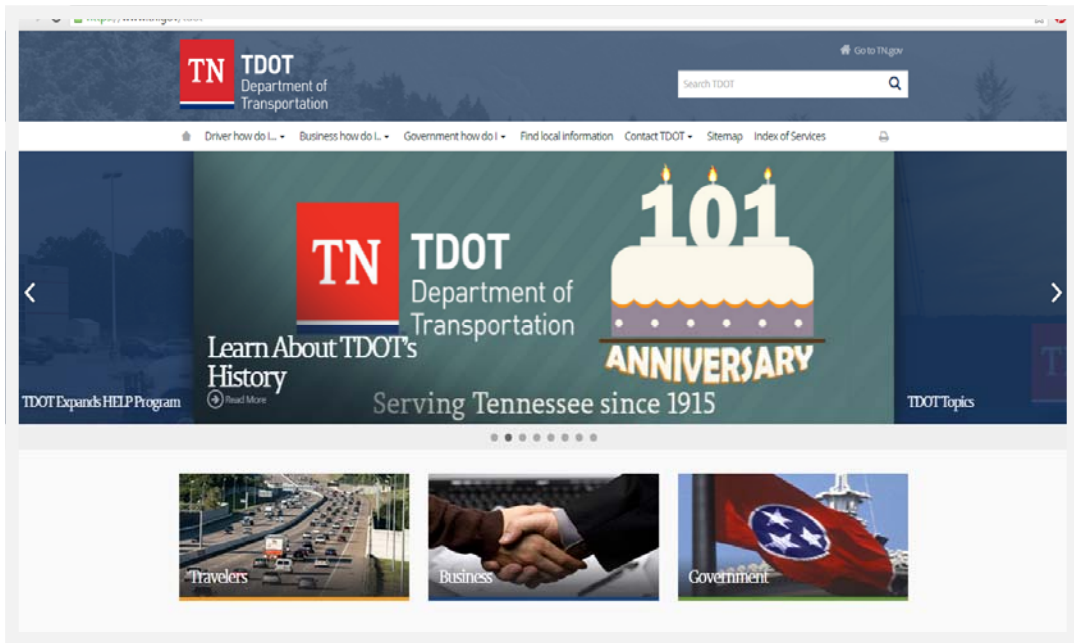 Go to TN.gov
TN TDOT
Department of
Transportation
Search TDOT
Driver how do I... Business how do I... Government how do I Find local information Contact TDOT Sitemap Index of Services
101
TN TDOT
Department of
Transportation
ANNIVERSARY
Learn About TDOT's
History
Read More
Serving Tennessee since 1915
TDOT Expands HELP Program
TDOT Topics
T
Travelers
Business
Government